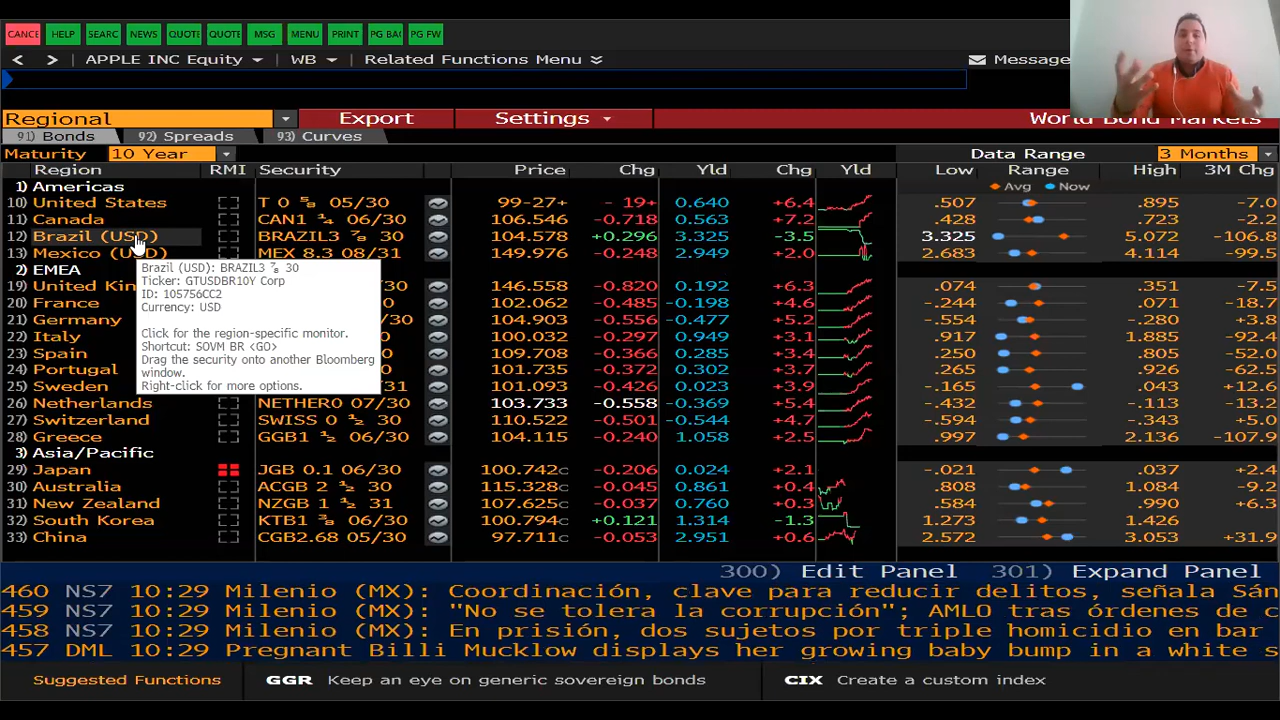 CANCE HELP SEARC NEWS QUOTE QUOTE MSG MENU PRINT PG BAC PG FW
< > APPLE INC Equity WB Related Functions Menu Message
Regional Export Settings World Bond Markets
91) Bonds 92) Spreads 93) Curves
Maturity 10 Year Data Range 3 Months
Region RMI Security Price Chg Yld Chg Yld Low Range High 3M Chg
1) Americas Avg Now
10) United States T 0 ⅝ 05/30 99-27+ - 19+ 0.640 +6.4 .507 .895 -7.0
11) Canada CAN1 ¼ 06/30 106.546 -0.718 0.563 +7.2 .428 .723 -2.2
12) Brazil (USD) BRAZIL3 ⅞ 30 104.578 +0.296 3.325 -3.5 3.325 5.072 -106.8
13) Mexico (USD) MEX 8.3 08/31 142.318 -0.290 2.949 +2.0 2.683 4.114 -99.5
2) EMEA
19) United Kin 146.558 -0.820 0.202 +6.3 .074 .351 -7.5
20) France 102.062 -0.485 -0.198 +4.6 -.244 .071 -18.7
21) Germany 104.903 -0.556 -0.477 +5.2 -.554 -.280 +3.8
22) Italy 99.708 -0.397 0.984 +4.1 .917 1.885 -92.4
23) Spain 109.708 -0.366 0.285 +3.4 .250 .805 -52.0
24) Portugal 101.735 -0.372 0.302 +3.7 .265 .926 -62.5
25) Sweden /31 101.093 -0.426 0.023 +3.9 -.165 .043 +12.6
26) Netherlands NETHER0 07/30 103.733 -0.558 -0.369 +5.4 -.432 -.113 -13.2
27) Switzerland SWISS 0 ½ 06/30 110.522 -0.501 -0.544 +4.7 -.594 -.343 +0.0
28) Greece GGB1 ½ 06/30 104.115 -0.240 1.058 +2.5 .997 2.136 -107.9
3) Asia/Pacific
29) Japan JGB 0.1 06/30 100.742c -0.206 0.024 +2.1 -.021 .037 +2.4
30) Australia ACGB 2 ½ 30 115.328c -0.045 0.861 +0.4 .808 1.084 -9.2
31) New Zealand NZGB 1 ½ 31 107.625c -0.037 0.760 +0.3 .584 .990 +6.3
32) South Korea KTB1 ⅜ 06/30 100.794c +0.121 1.314 -1.3 1.273 1.426
33) China CGB2.68 05/30 97.711c -0.053 2.951 +0.6 2.572 3.053 +31.9
Brazil (USD): BRAZIL3 ⅞ 30
Ticker: GTUSDBR10Y Corp
ID: 105756CC2
Currency: USD
Click for the region-specific monitor.
Shortcut: SOVM BR <GO>
Drag the security onto another Bloomberg
window.
Right-click for more options.
300) Edit Panel 301) Expand Panel
460 NS7 10:29 Milenio (MX): Coordinación, clave para reducir delitos, señala Sán
459 NS7 10:29 Milenio (MX): "No se tolera la corrupción"; AMLO tras órdenes de c
458 NS7 10:29 Milenio (MX): En prisión, dos sujetos por triple homicidio en bar
457 DML 10:29 Pregnant Billi Mucklow displays her growing baby bump in a white s
Suggested Functions GGR Keep an eye on generic sovereign bonds CIX Create a custom index